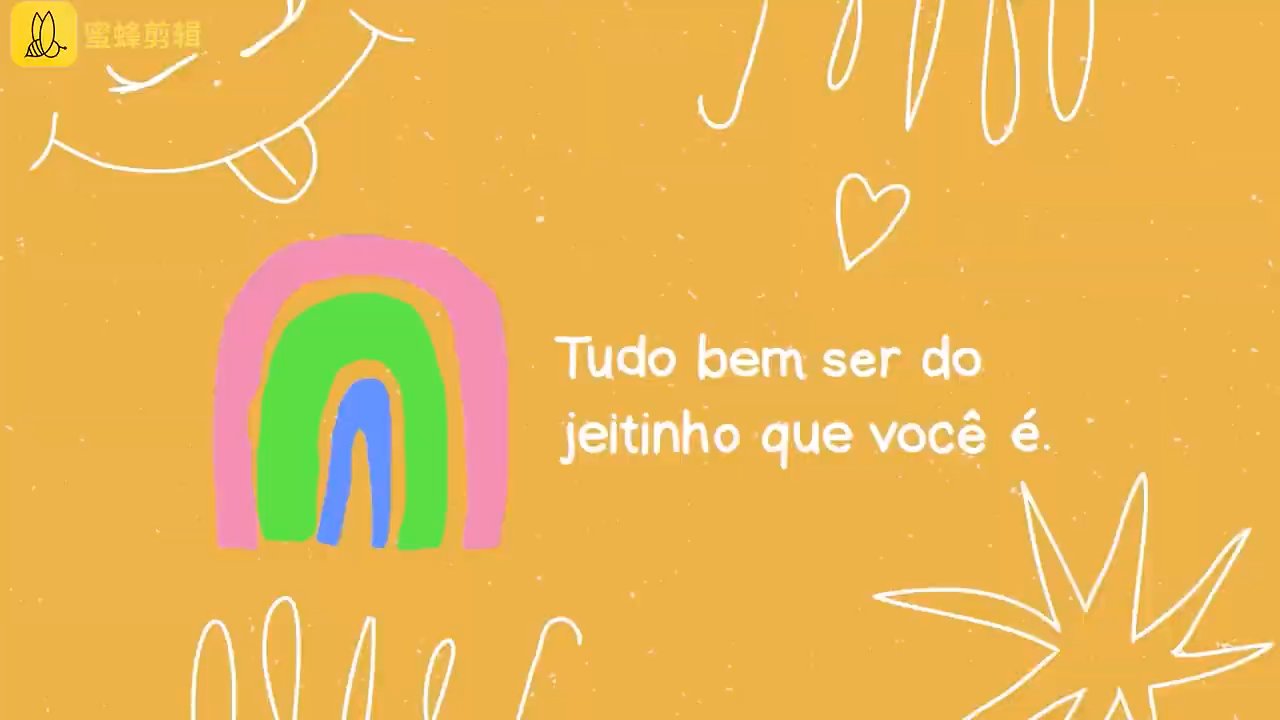 蜜蜂剪辑
Tudo bem ser do
jeitinho que você é.